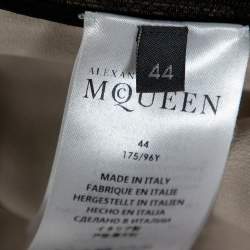 44
ALEXAN
McQUEEN
44
175/96Y
MADE IN ITALY
FABRIQUE EN ITALIE
HERGESTELLT IN ITALIEN
HECHO EN ITALIA
СДЕЛАНО В ИТАЛИИ